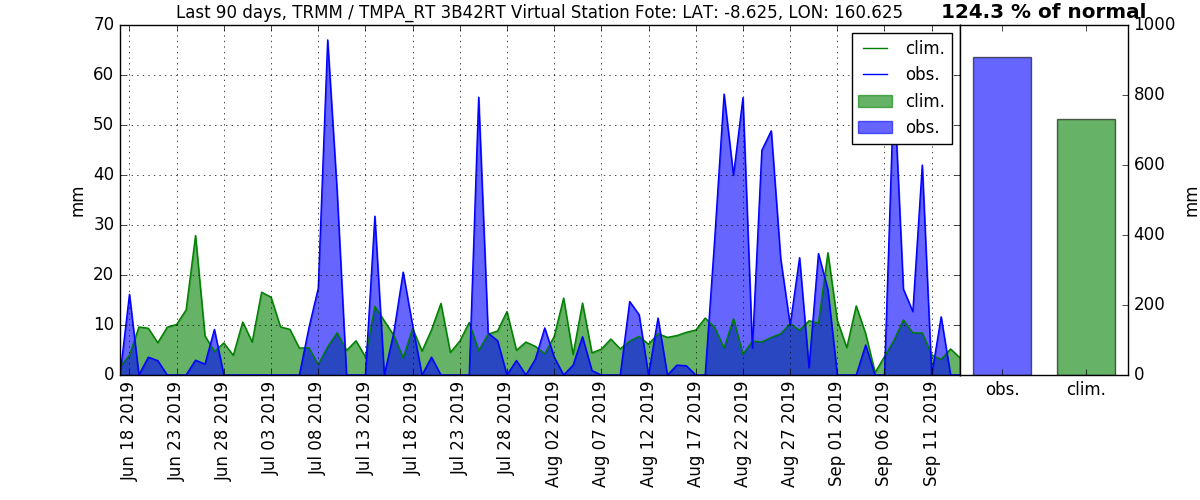 Last 90 days, TRMM / TMPA_RT 3B42RT Virtual Station Fote: LAT: -8.625, LON: 160.625
124.3 % of normal
70
60
50
40
30
20
10
0
mm
clim.
obs.
clim.
obs.
1000
800
600
400
200
0
mm
Jun 18 2019
Jun 23 2019
Jun 28 2019
Jul 03 2019
Jul 08 2019
Jul 13 2019
Jul 18 2019
Jul 23 2019
Jul 28 2019
Aug 02 2019
Aug 07 2019
Aug 12 2019
Aug 17 2019
Aug 22 2019
Aug 27 2019
Sep 01 2019
Sep 06 2019
Sep 11 2019
obs.
clim.